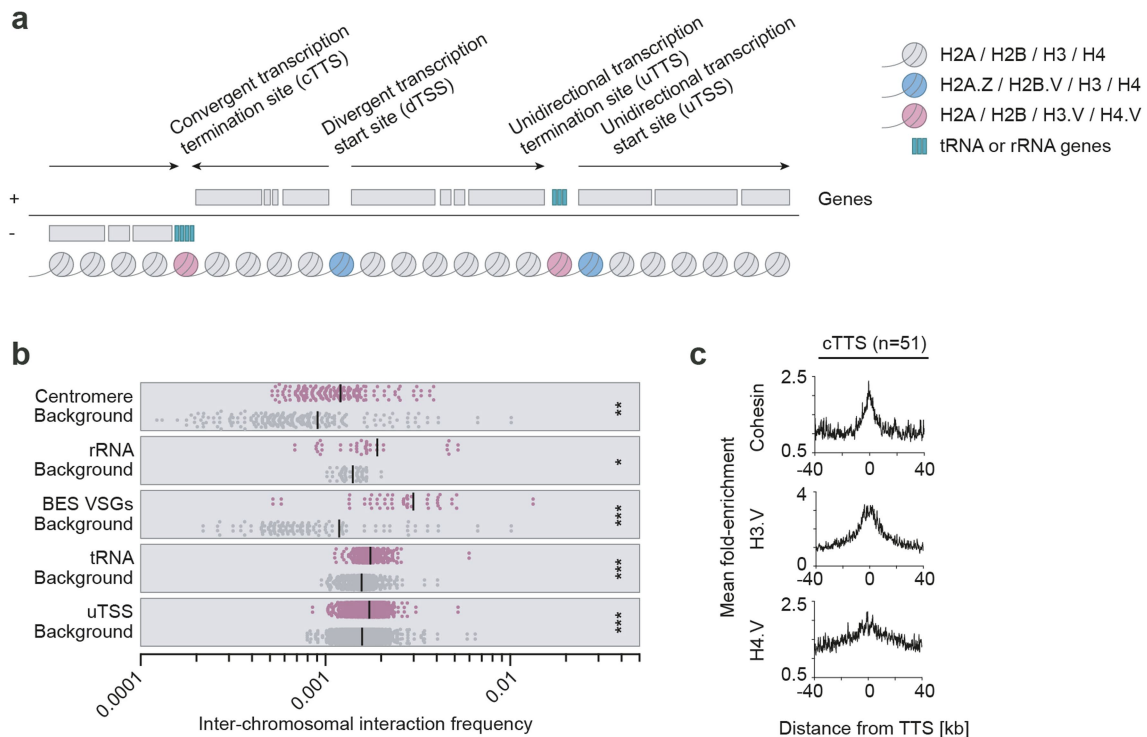 a
Convergent transcription
termination site (cTTS)
Divergent transcription
start site (dTSS)
Unidirectional transcription
termination site (uTTS)
Unidirectional transcription
start site (uTSS)
H2A / H2B / H3 / H4
H2A.Z / H2B.V / H3 / H4
H2A / H2B / H3.V / H4.V
tRNA or rRNA genes
+
Genes
-
b
Centromere
Background
**
rRNA
Background
*
BES VSGs
Background
***
tRNA
Background
***
uTSS
Background
***
0.0001
0.001
0.01
Inter-chromosomal interaction frequency
c
cTTS (n=51)
Mean fold-enrichment
Cohesin
2.5
0.5
-40 0 40
H3.V
4
0
-40 0 40
H4.V
2.5
0.5
-40 0 40
Distance from TTS [kb]